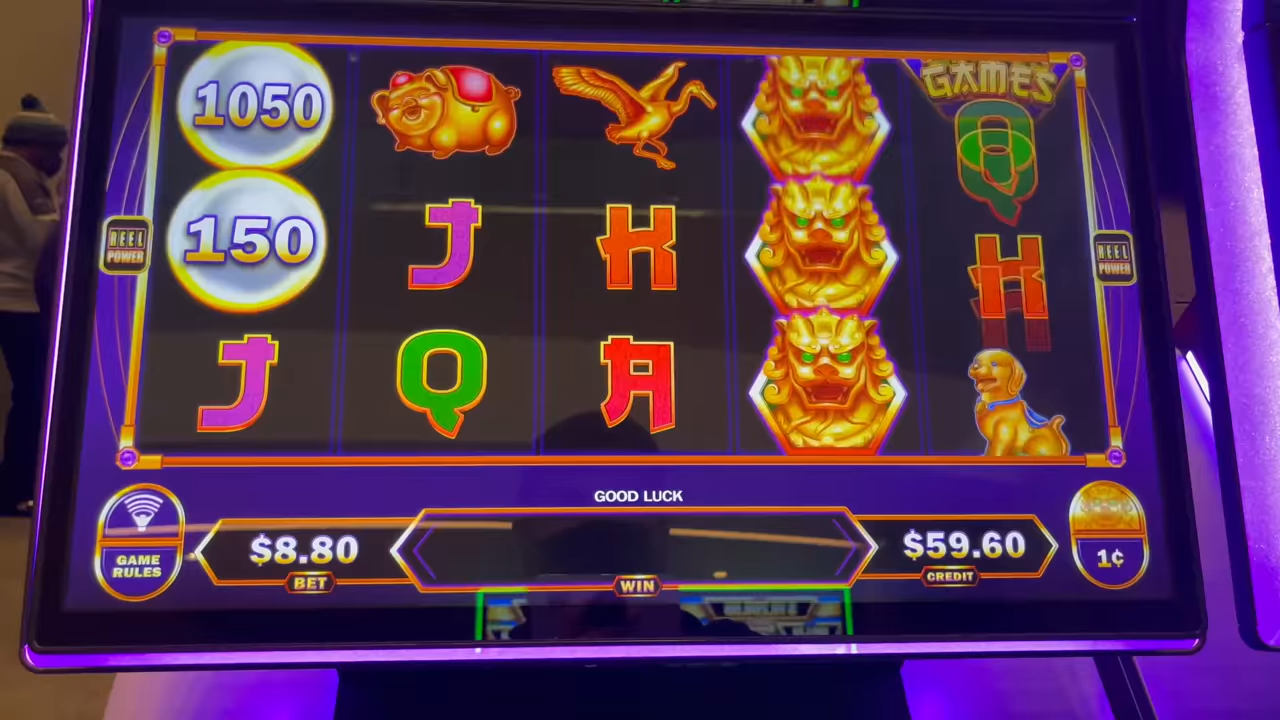 1050
GAMES
Q
150
J
K
K
REEL
POWER
REEL
POWER
J
Q
A
GOOD LUCK
$8.80
BET
WIN
$59.60
CREDIT
GAME
RULES
1¢